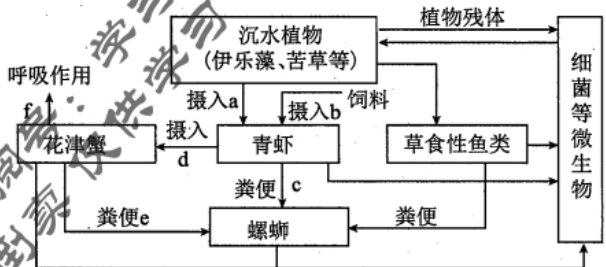 沉水植物
(伊乐藻、苦草等)
植物残体
呼吸作用
f
摄入a
摄入b
饲料
花津蟹
摄入
d
青虾
草食性鱼类
细菌等微生物
粪便
c
粪便e
螺蛳
粪便